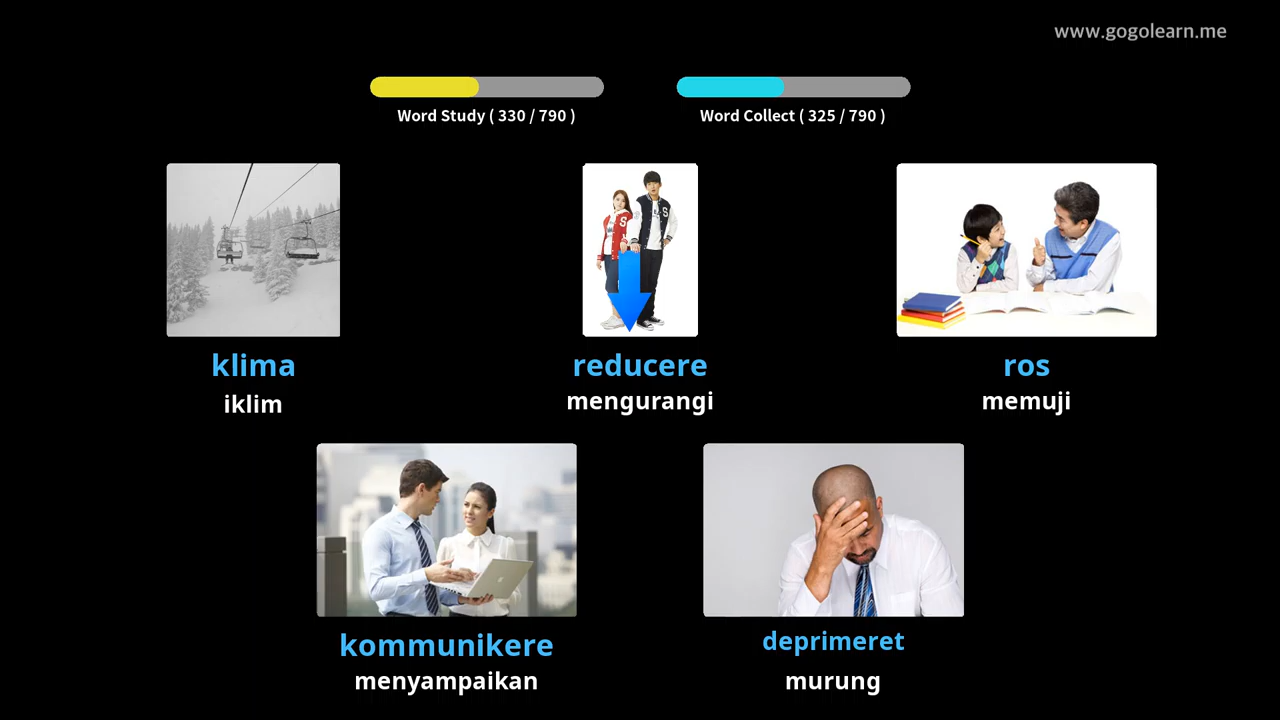 www.gogolearn.me
Word Study ( 330 / 790 )
Word Collect ( 325 / 790 )
klima
iklim
reducere
mengurangi
ros
memuji
kommunikere
menyampaikan
deprimeret
murung